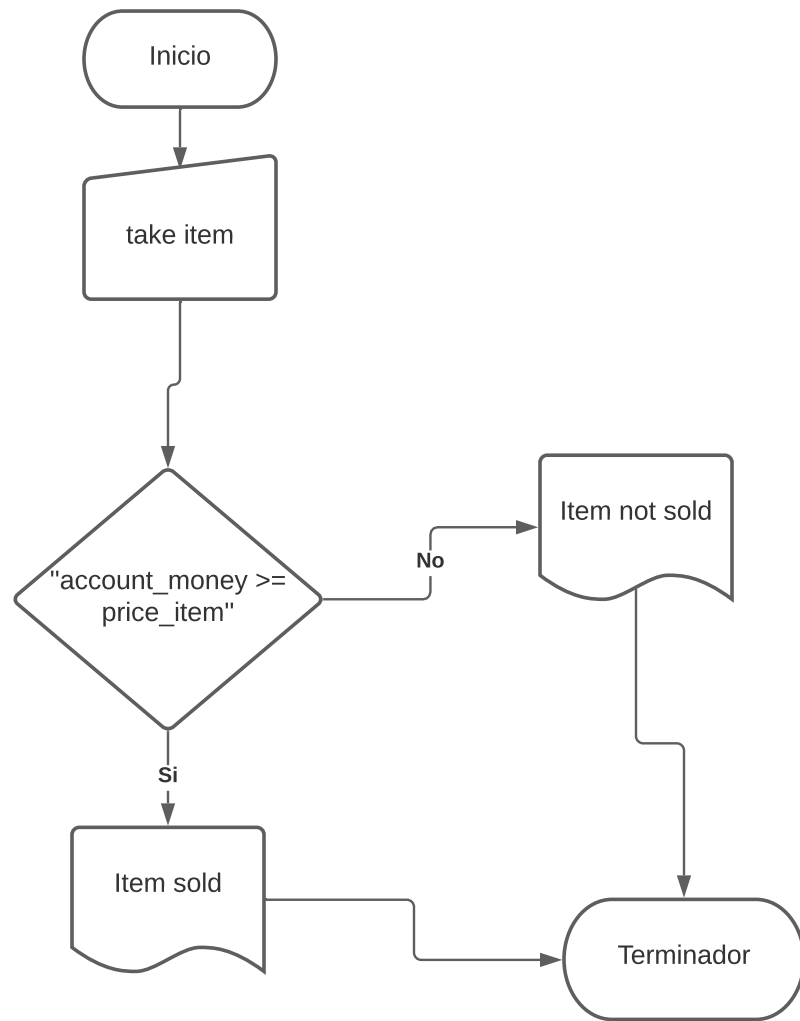 Inicio
take item
Item not sold
"account_money >=
price_item"
No
Si
Item sold
Terminador